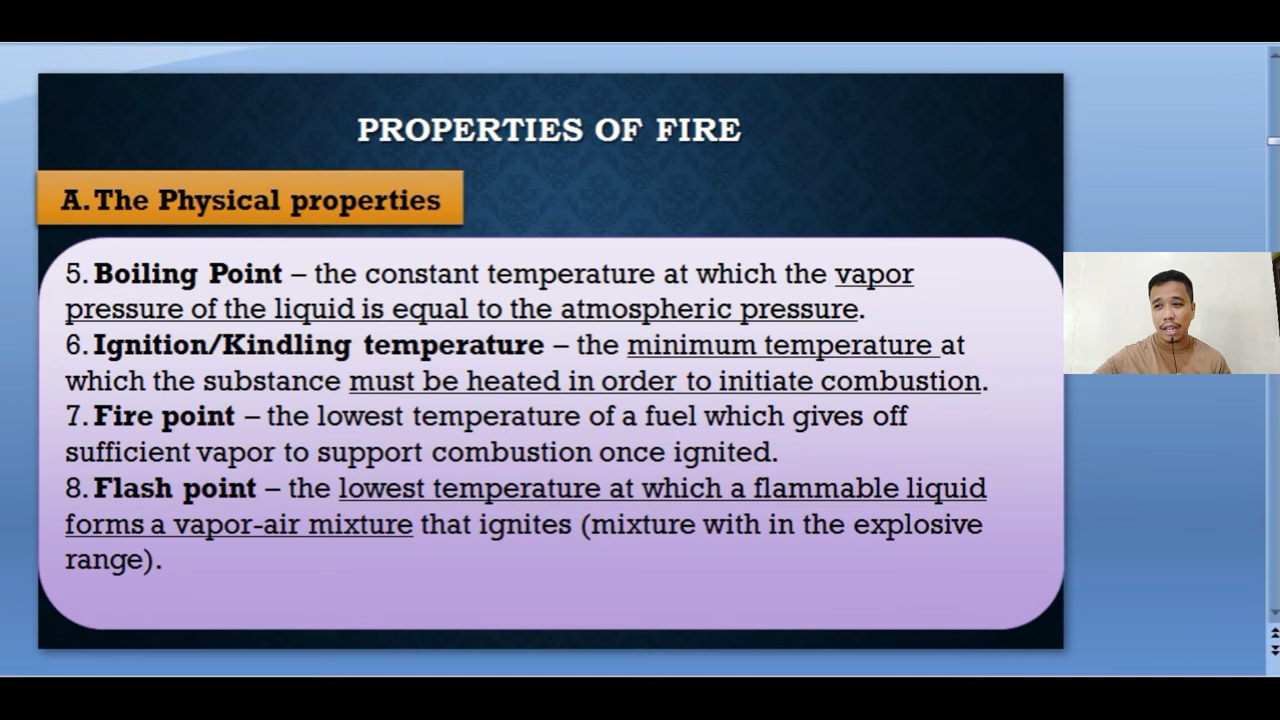 PROPERTIES OF FIRE
A. The Physical properties
5. Boiling Point – the constant temperature at which the vapor
pressure of the liquid is equal to the atmospheric pressure.
6. Ignition/Kindling temperature – the minimum temperature at
which the substance must be heated in order to initiate combustion.
7. Fire point – the lowest temperature of a fuel which gives off
sufficient vapor to support combustion once ignited.
8. Flash point – the lowest temperature at which a flammable liquid
forms a vapor-air mixture that ignites (mixture with in the explosive
range).